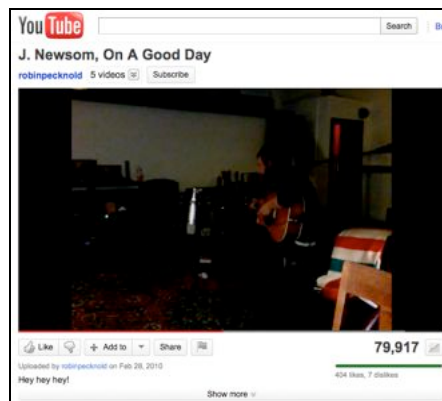 YouTube Search B
J. Newsom, On A Good Day
robinpecknold 5 videos Subscribe
Like Add to Share 79,917
Uploaded by robinpecknold on Feb 28, 2010
404 likes, 7 dislikes
Hey hey hey!
Show more